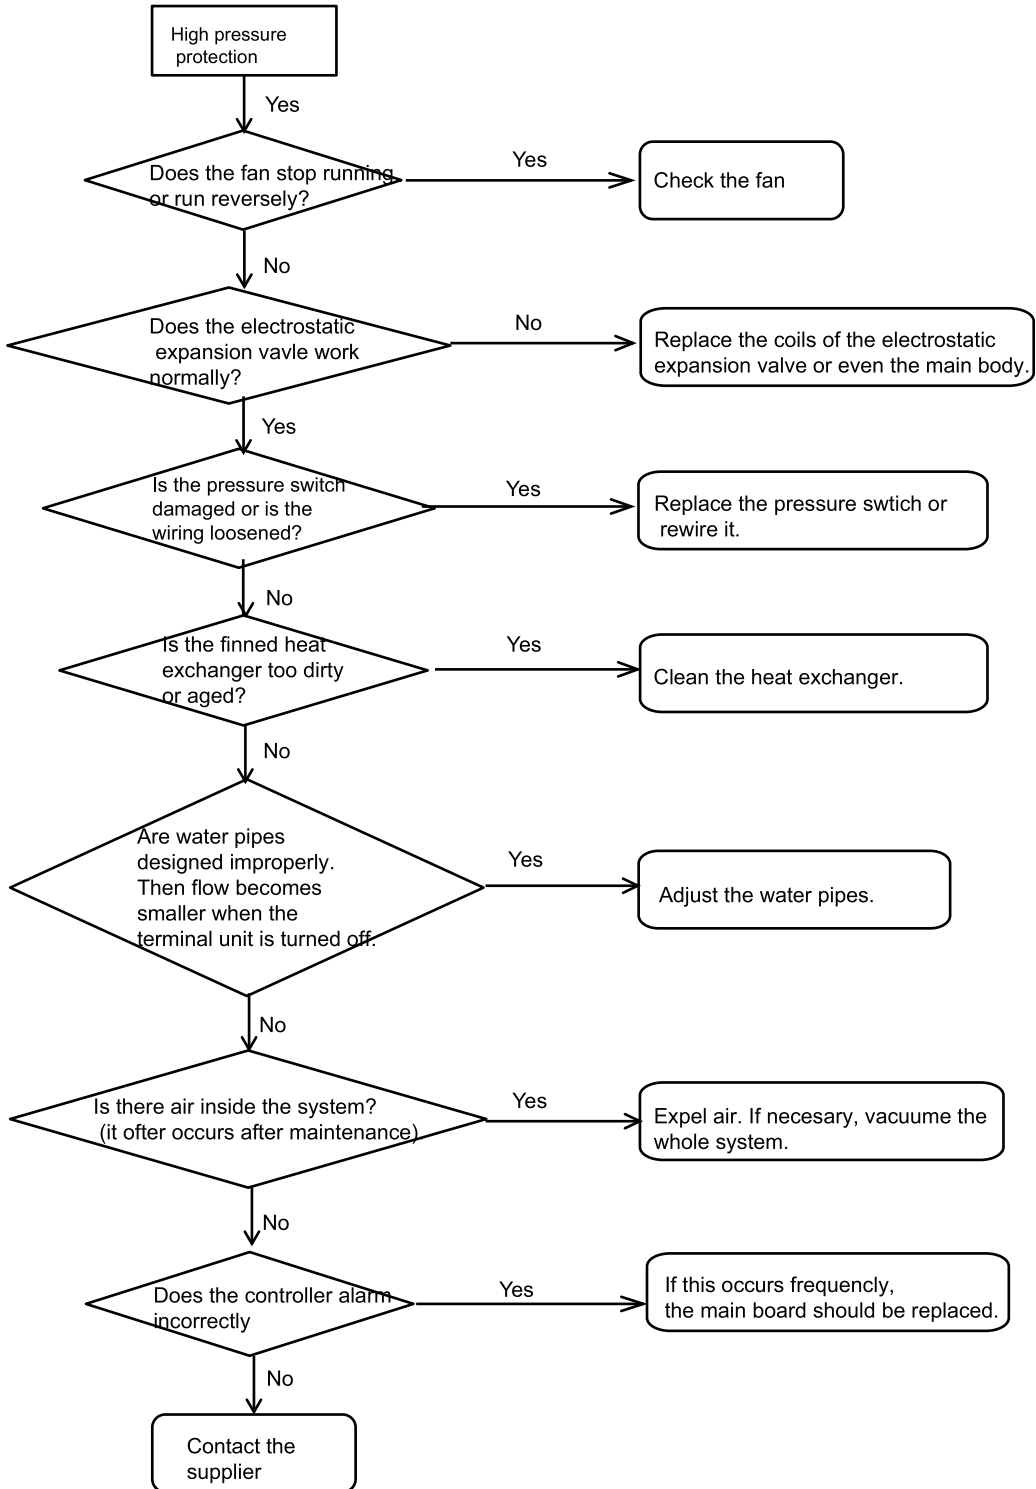 High pressure
protection
Yes
Does the fan stop running
or run reversely?
Yes
Check the fan
No
Does the electrostatic
expansion vavle work
normally?
No
Replace the coils of the electrostatic
expansion valve or even the main body.
Yes
Is the pressure switch
damaged or is the
wiring loosened?
Yes
Replace the pressure swtich or
rewire it.
No
Is the finned heat
exchanger too dirty
or aged?
Yes
Clean the heat exchanger.
No
Are water pipes
designed improperly.
Then flow becomes
smaller when the
terminal unit is turned off.
Yes
Adjust the water pipes.
No
Is there air inside the system?
(it ofter occurs after maintenance)
Yes
Expel air. If necesary, vacuume the
whole system.
No
Does the controller alarm
incorrectly
Yes
If this occurs frequencly,
the main board should be replaced.
No
Contact the
supplier